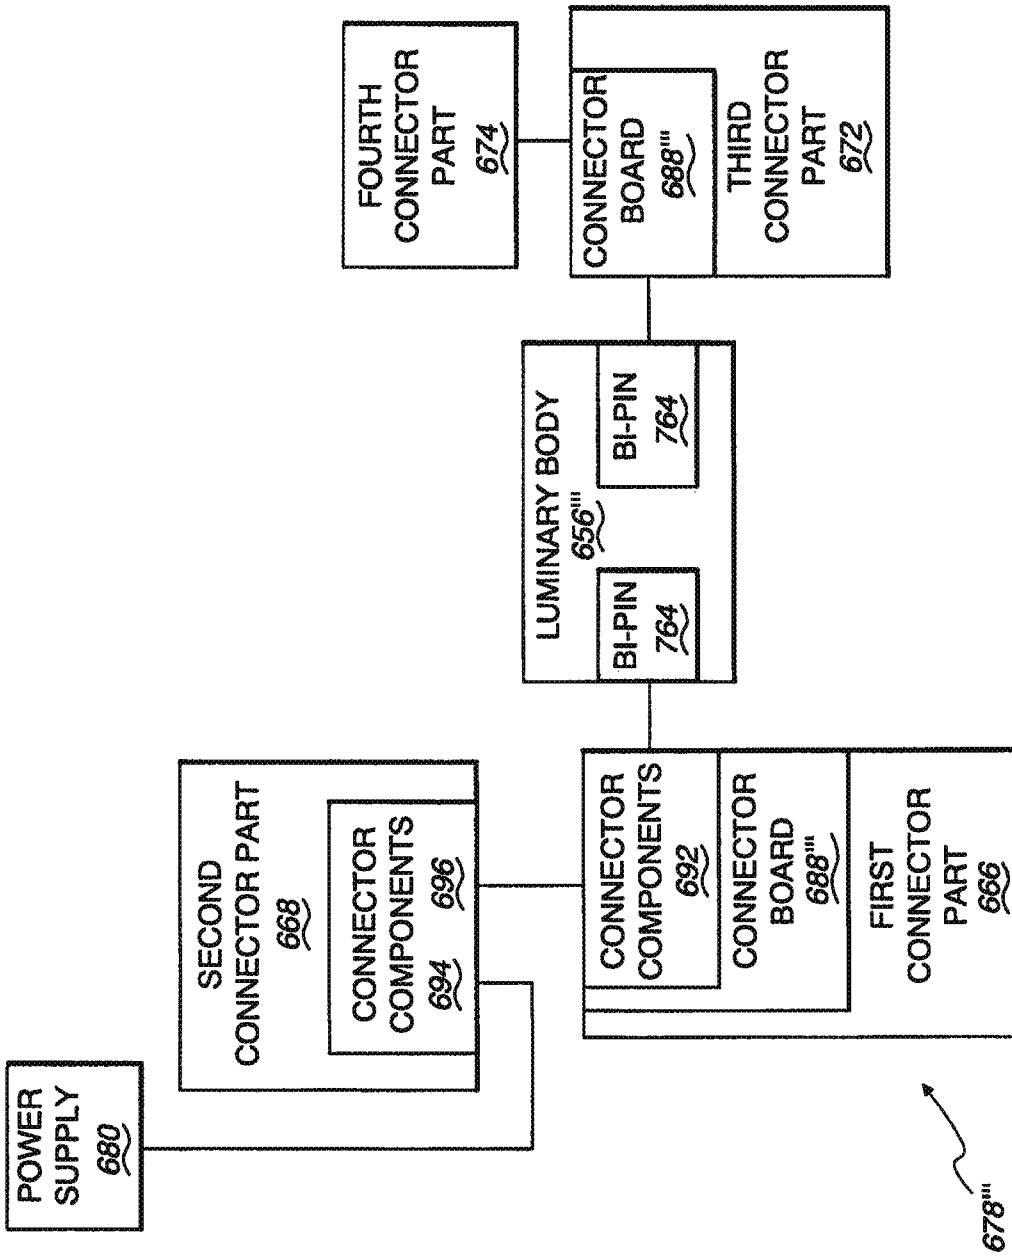 POWER
SUPPLY
680
SECOND
CONNECTOR PART
668
CONNECTOR
COMPONENTS
694 696
CONNECTOR
COMPONENTS
692
CONNECTOR
BOARD
688'''
FIRST
CONNECTOR
PART
666
LUMINARY BODY
656'''
BI-PIN
764
BI-PIN
764
FOURTH
CONNECTOR
PART
674
CONNECTOR
BOARD
688'''
THIRD
CONNECTOR
PART
672
678'''